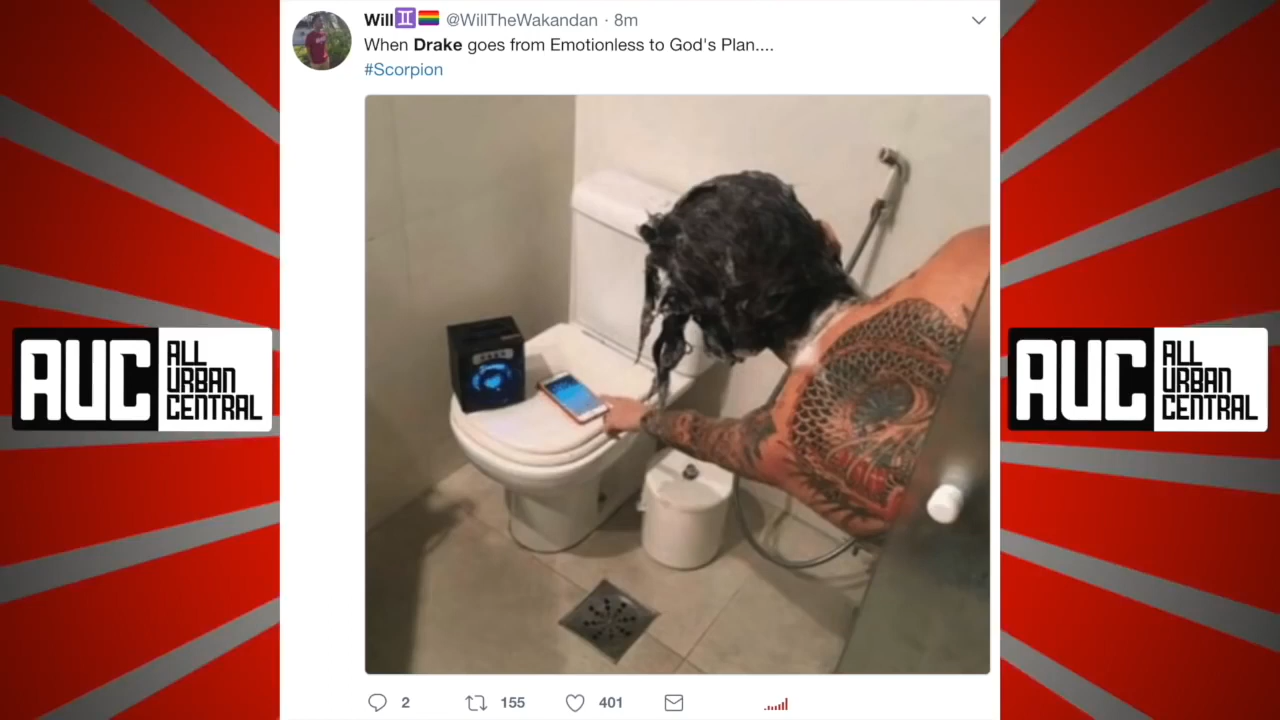 Will♊🏳️‍🌈 @WillTheWakandan · 8m
When Drake goes from Emotionless to God's Plan....
#Scorpion
AUC ALL
URBAN
CENTRAL
AUC ALL
URBAN
CENTRAL
2 155 401